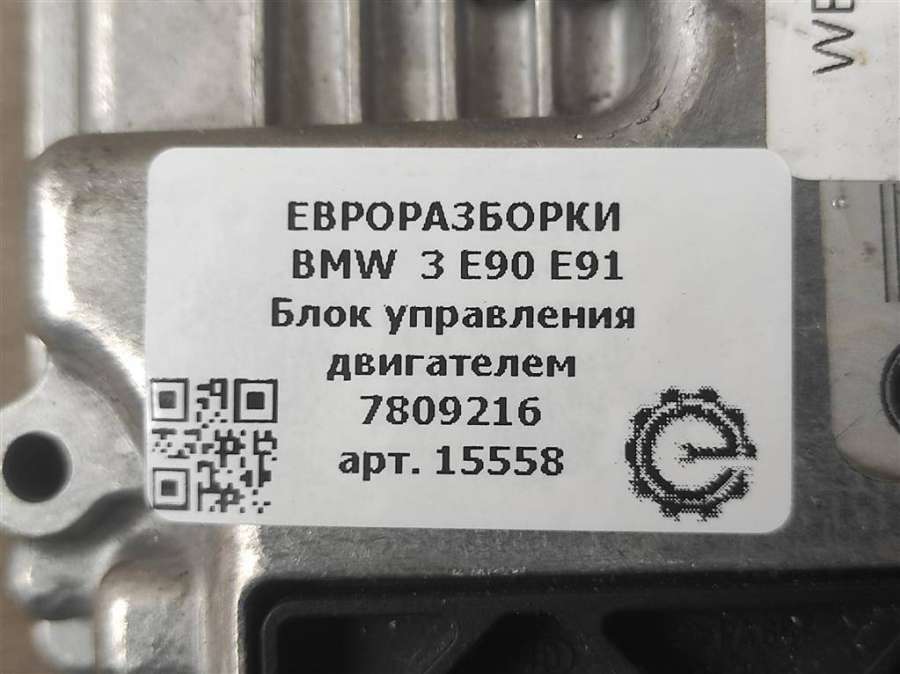 ЕВРОРАЗБОРКИ
BMW 3 E90 E91
Блок управления
двигателем
7809216
арт. 15558